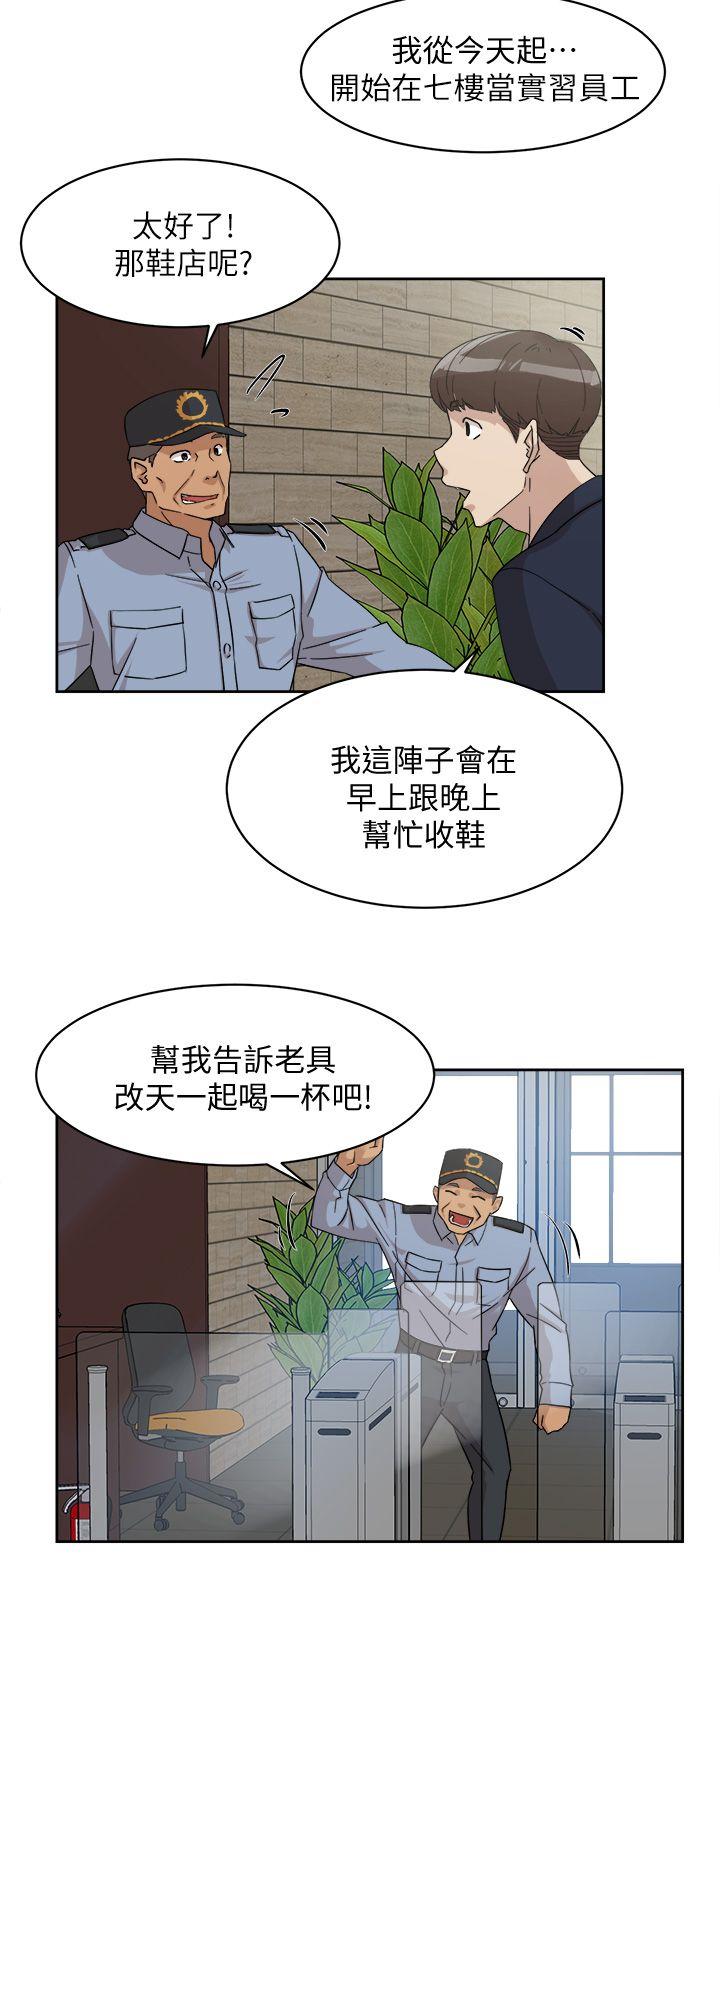 我從今天起…
開始在七樓當實習員工
太好了!
那鞋店呢?
我這陣子會在
早上跟晚上
幫忙收鞋
幫我告訴老具
改天一起喝一杯吧!